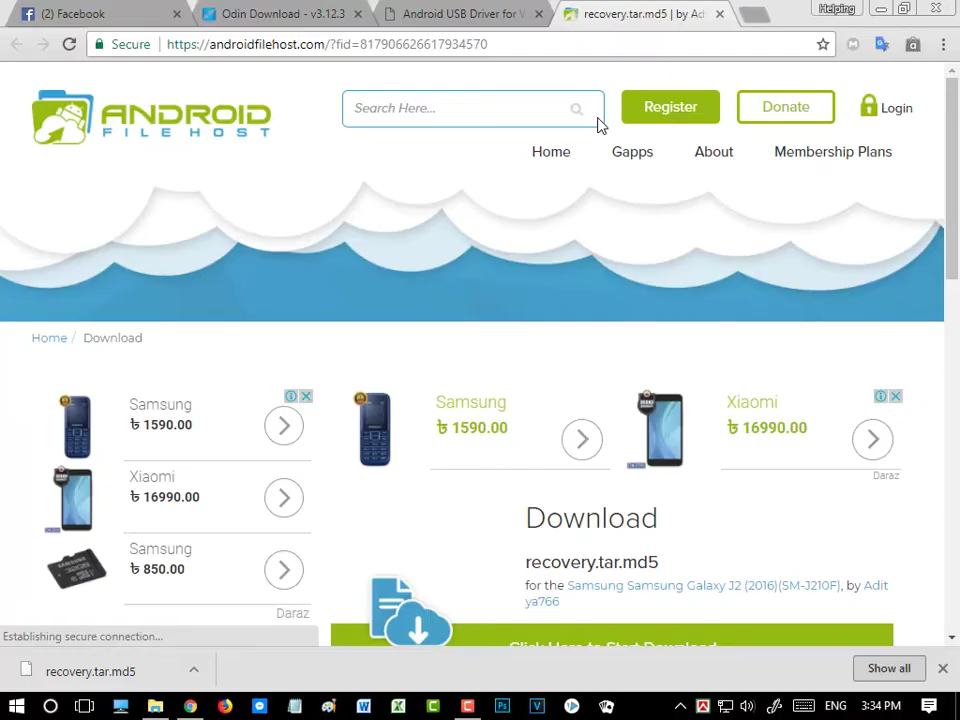 (2) Facebook
Odin Download - v3.12.3
Android USB Driver for V
recovery.tar.md5 | by Ad
Helping
Secure
https://androidfilehost.com/?fid=817906626617934570
ANDROID
FILE HOST
Search Here...
Register
Donate
Login
Home
Gapps
About
Membership Plans
Home / Download
Samsung
৳ 1590.00
Xiaomi
৳ 16990.00
Samsung
৳ 850.00
Daraz
Samsung
৳ 1590.00
Xiaomi
৳ 16990.00
Daraz
Download
recovery.tar.md5
for the Samsung Samsung Galaxy J2 (2016)(SM-J210F), by Adit
ya766
Click Here to Start Download
Establishing secure connection...
recovery.tar.md5
Show all
ENG
3:34 PM